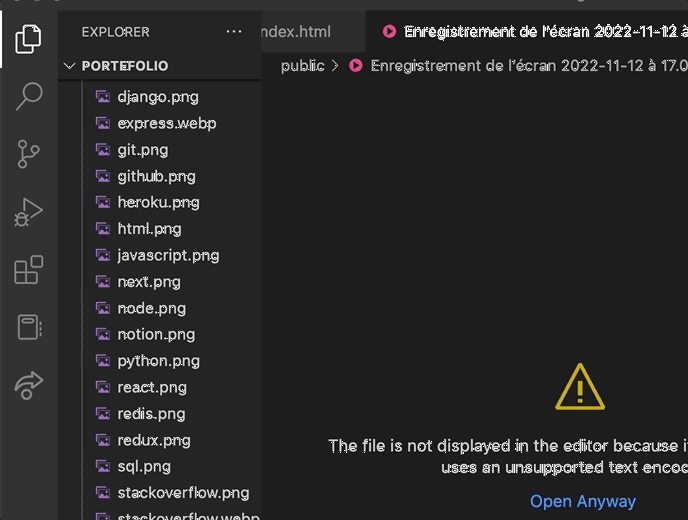 EXPLORER ···
ndex.html
Enregistrement de l'écran 2022-11-12 à
PORTEFOLIO
public > Enregistrement de l'écran 2022-11-12 à 17.0
django.png
express.webp
git.png
github.png
heroku.png
html.png
javascript.png
next.png
node.png
notion.png
python.png
react.png
redis.png
redux.png
sql.png
stackoverflow.png
stackoverflow.webp
The file is not displayed in the editor because i
uses an unsupported text encod
Open Anyway